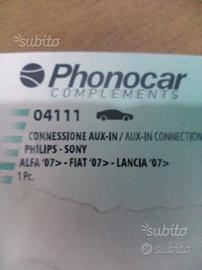 subito
subito
Phonocar
COMPLEMENTS
04111
CONNESSIONE AUX-IN / AUX-IN CONNECTION
PHILIPS - SONY
ALFA '07> - FIAT '07> - LANCIA '07>
1 Pc.
subito
subito